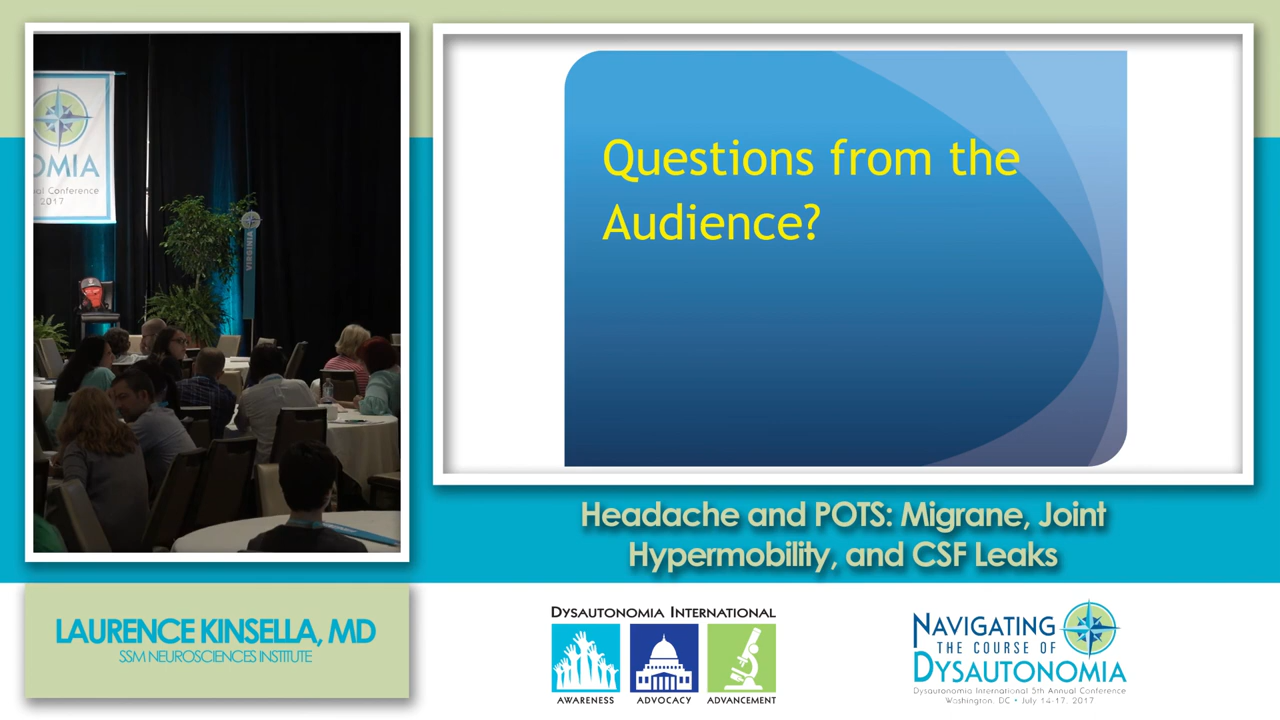 OMIA
ual Conference
2017
VIRGINIA
Questions from the
Audience?
Headache and POTS: Migrane, Joint
Hypermobility, and CSF Leaks
LAURENCE KINSELLA, MD
SSM NEUROSCIENCES INSTITUTE
DYSAUTONOMIA INTERNATIONAL
AWARENESS ADVOCACY ADVANCEMENT
NAVIGATING
THE COURSE OF
DYSAUTONOMIA
Dysautonomia International 5th Annual Conference
Washington, DC • July 14-17, 2017